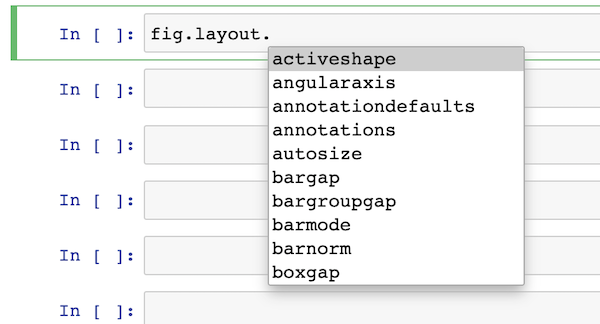 In [ ]: fig.layout.
activeshape
angularaxis
In [ ]:
annotationdefaults
annotations
In [ ]:
autosize
bargap
In [ ]:
bargroupgap
barmode
In [ ]:
barnorm
boxgap
In [ ]: